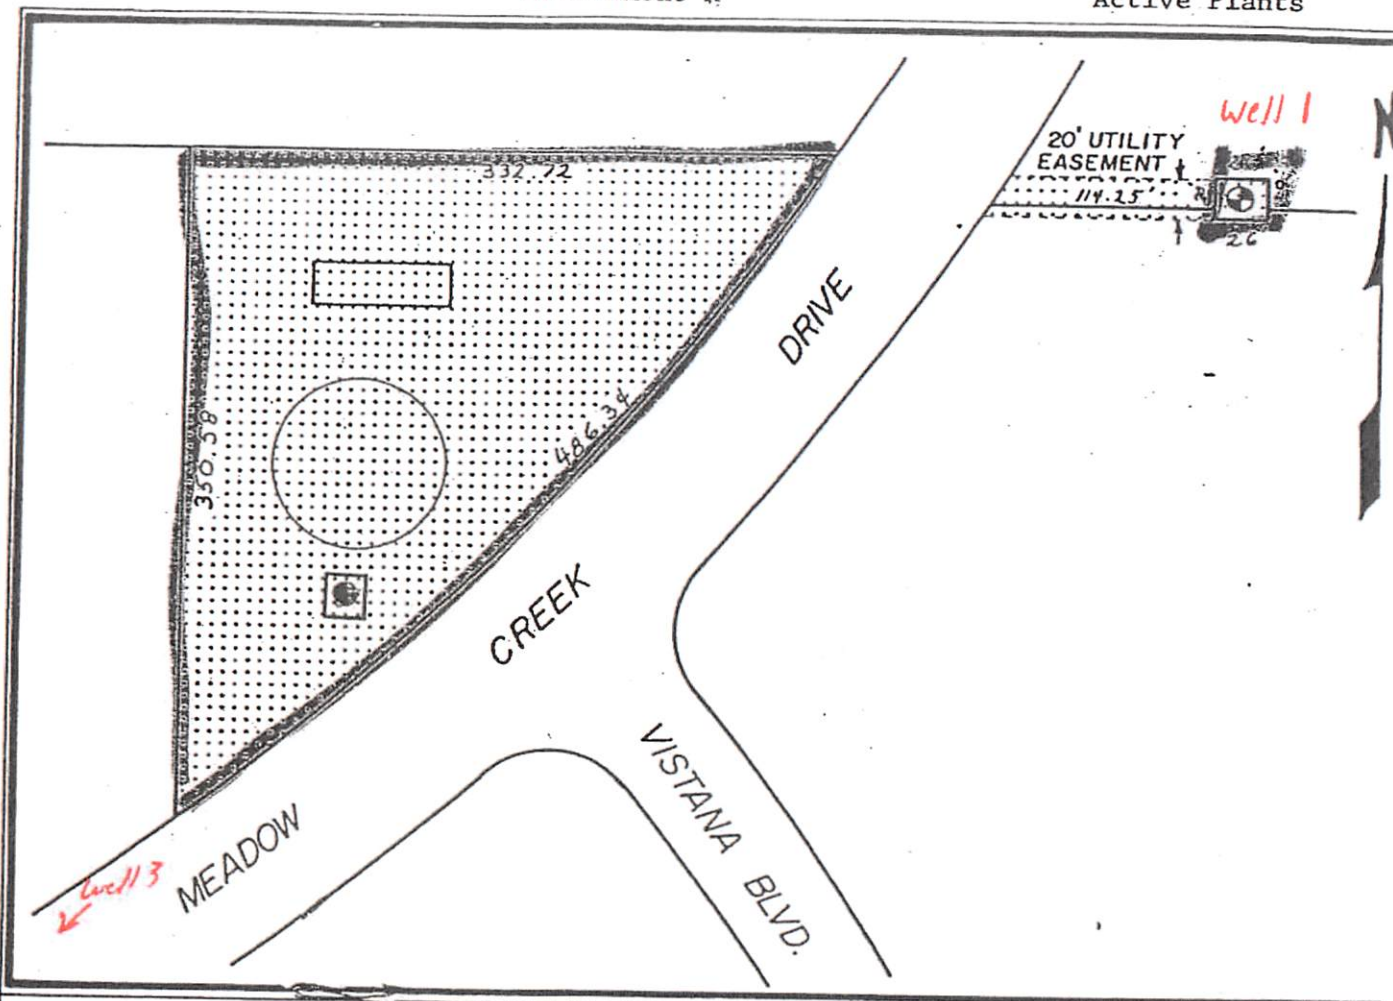 Active Plants
well 1
N
20' UTILITY
EASEMENT
114.25'
26
332.72
350.58
486.34
DRIVE
CREEK
MEADOW
VISTANA BLVD.
well 3